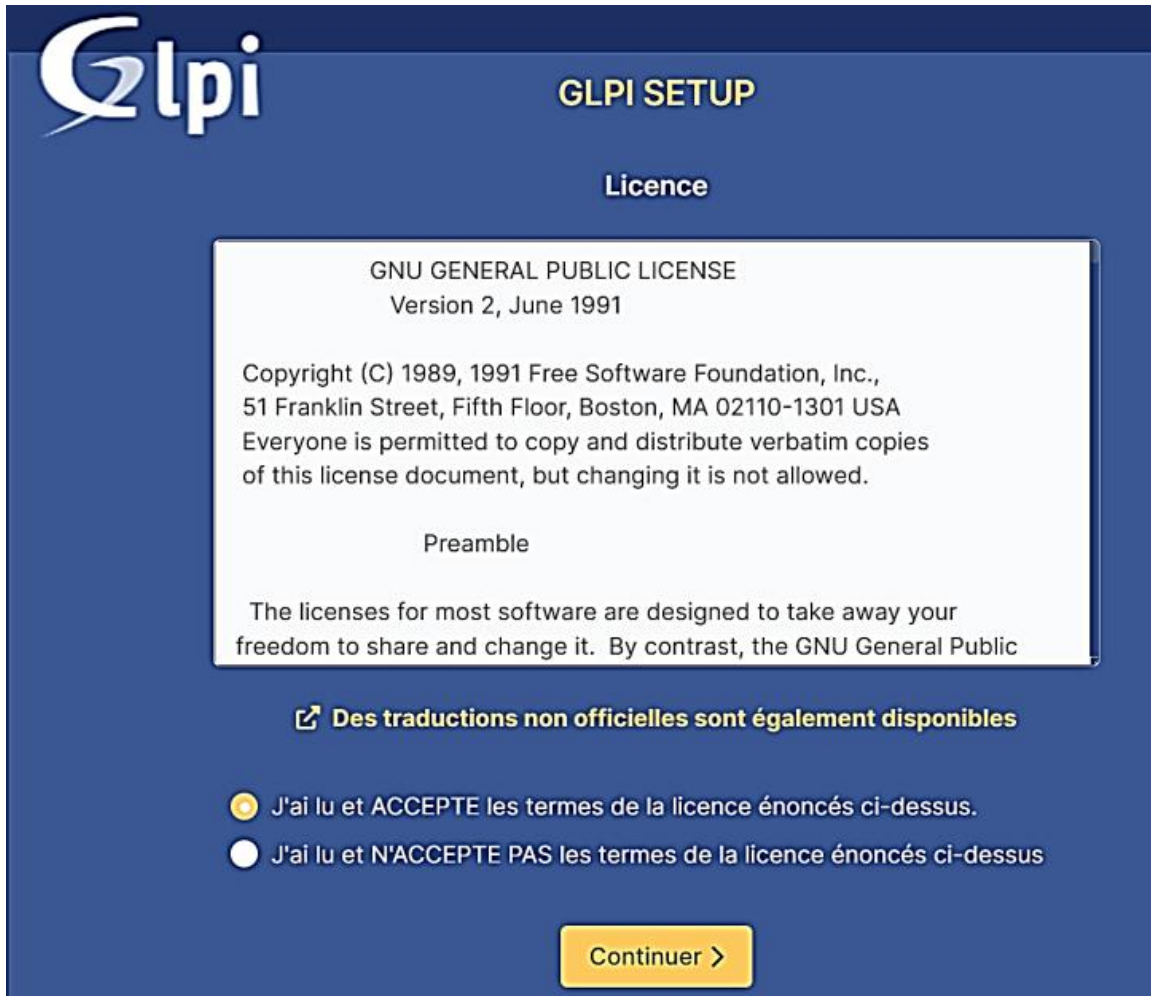 Glpi
GLPI SETUP
Licence
GNU GENERAL PUBLIC LICENSE
Version 2, June 1991
Copyright (C) 1989, 1991 Free Software Foundation, Inc.,
51 Franklin Street, Fifth Floor, Boston, MA 02110-1301 USA
Everyone is permitted to copy and distribute verbatim copies
of this license document, but changing it is not allowed.
Preamble
The licenses for most software are designed to take away your
freedom to share and change it. By contrast, the GNU General Public
Des traductions non officielles sont également disponibles
J'ai lu et ACCEPTE les termes de la licence énoncés ci-dessus.
J'ai lu et N'ACCEPTE PAS les termes de la licence énoncés ci-dessus
Continuer >